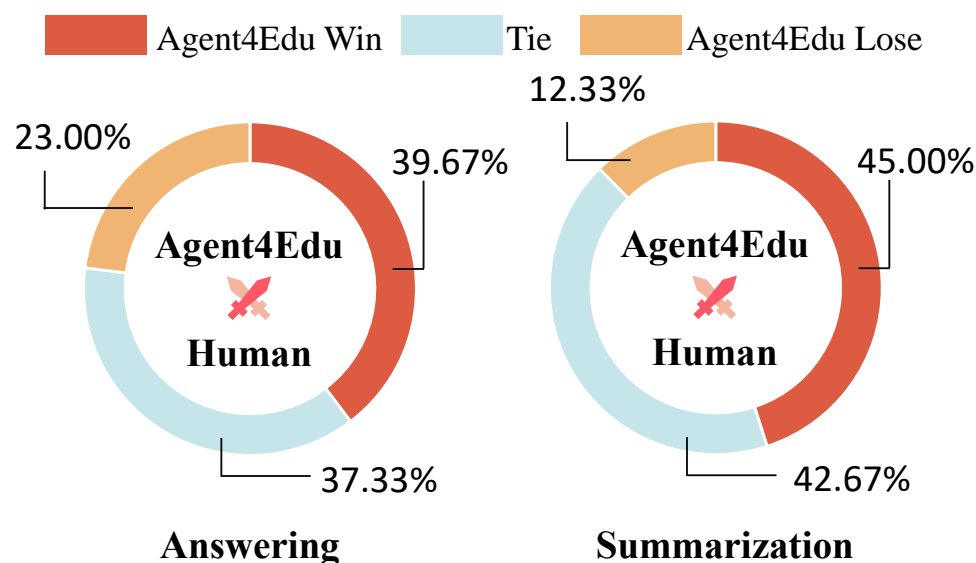 Agent4Edu Win Tie Agent4Edu Lose
23.00%
39.67%
Agent4Edu
Human
37.33%
Answering
12.33%
45.00%
Agent4Edu
Human
42.67%
Summarization